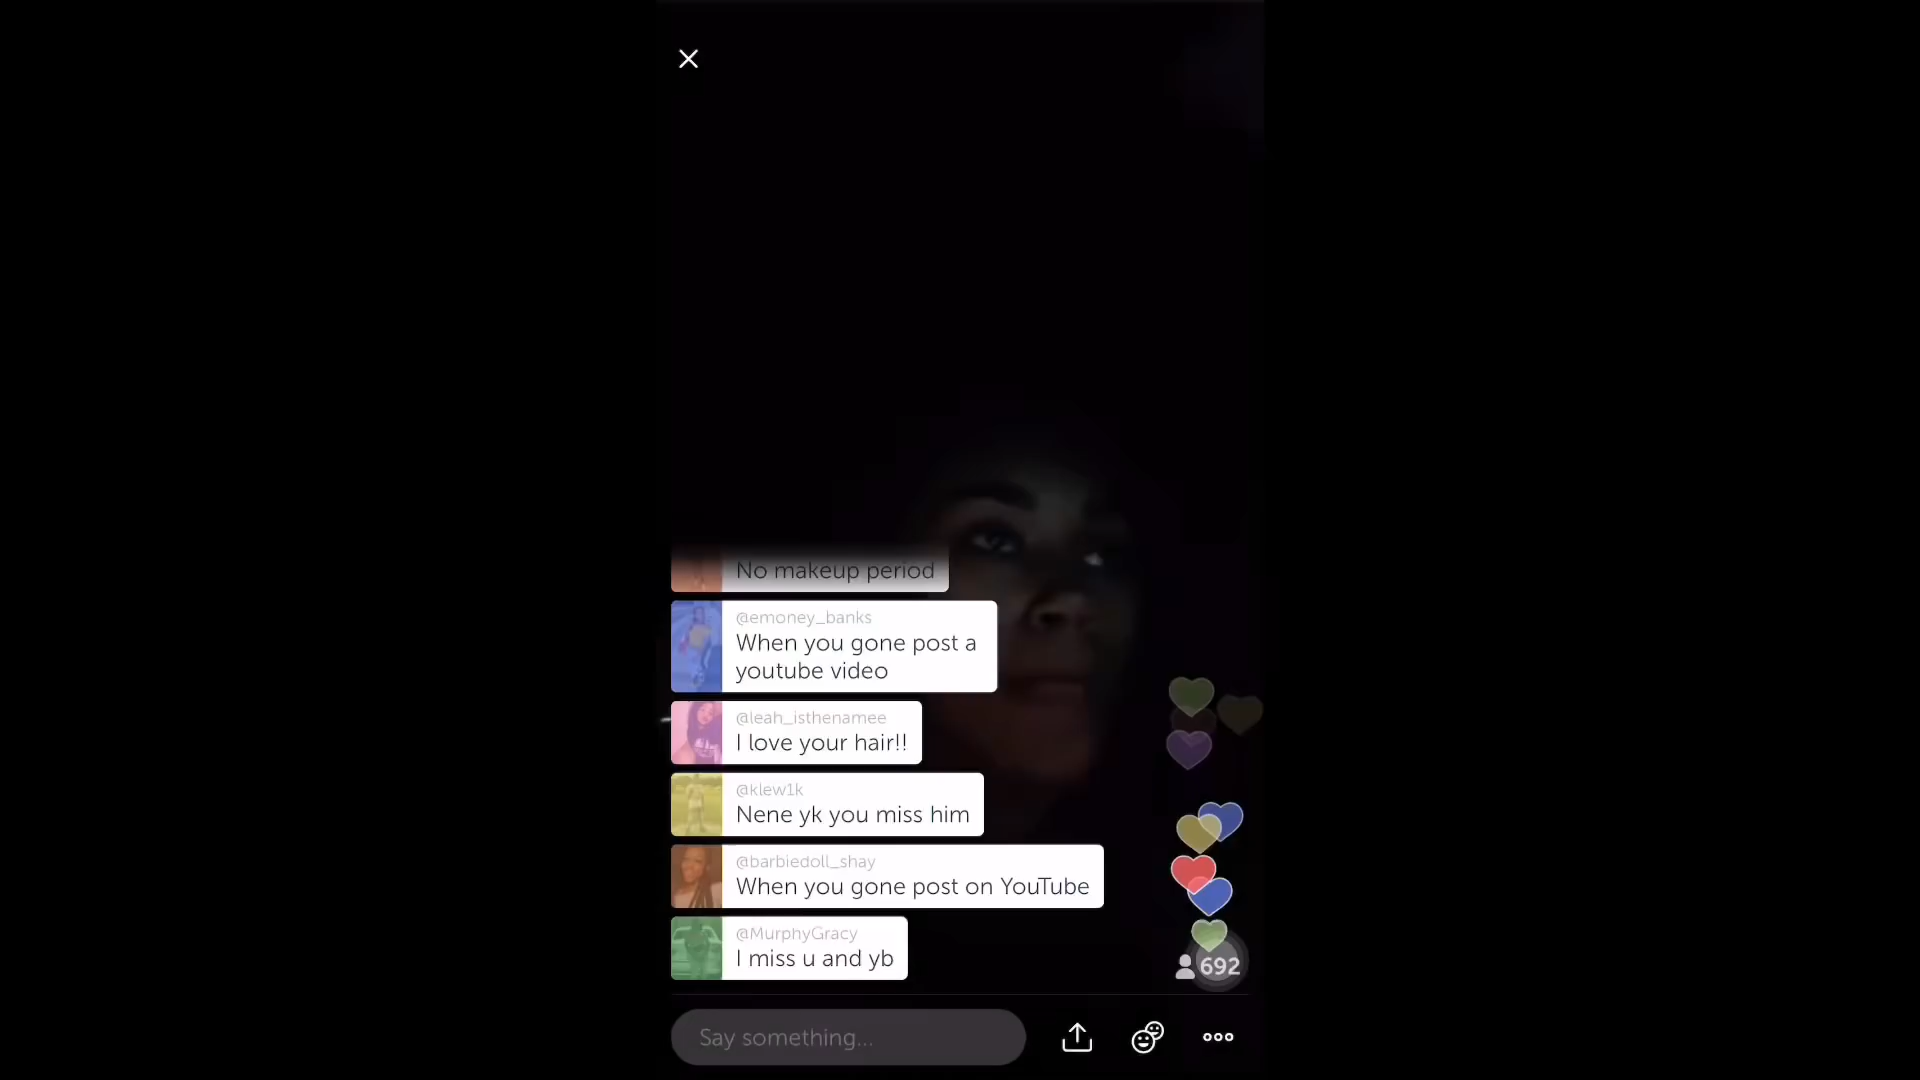 No makeup period
@emoney_banks
When you gone post a
youtube video
@leah_isthenamee
I love your hair!!
@klew1k
Nene yk you miss him
@barbiedoll_shay
When you gone post on YouTube
@MurphyGracy
I miss u and yb
692
Say something...